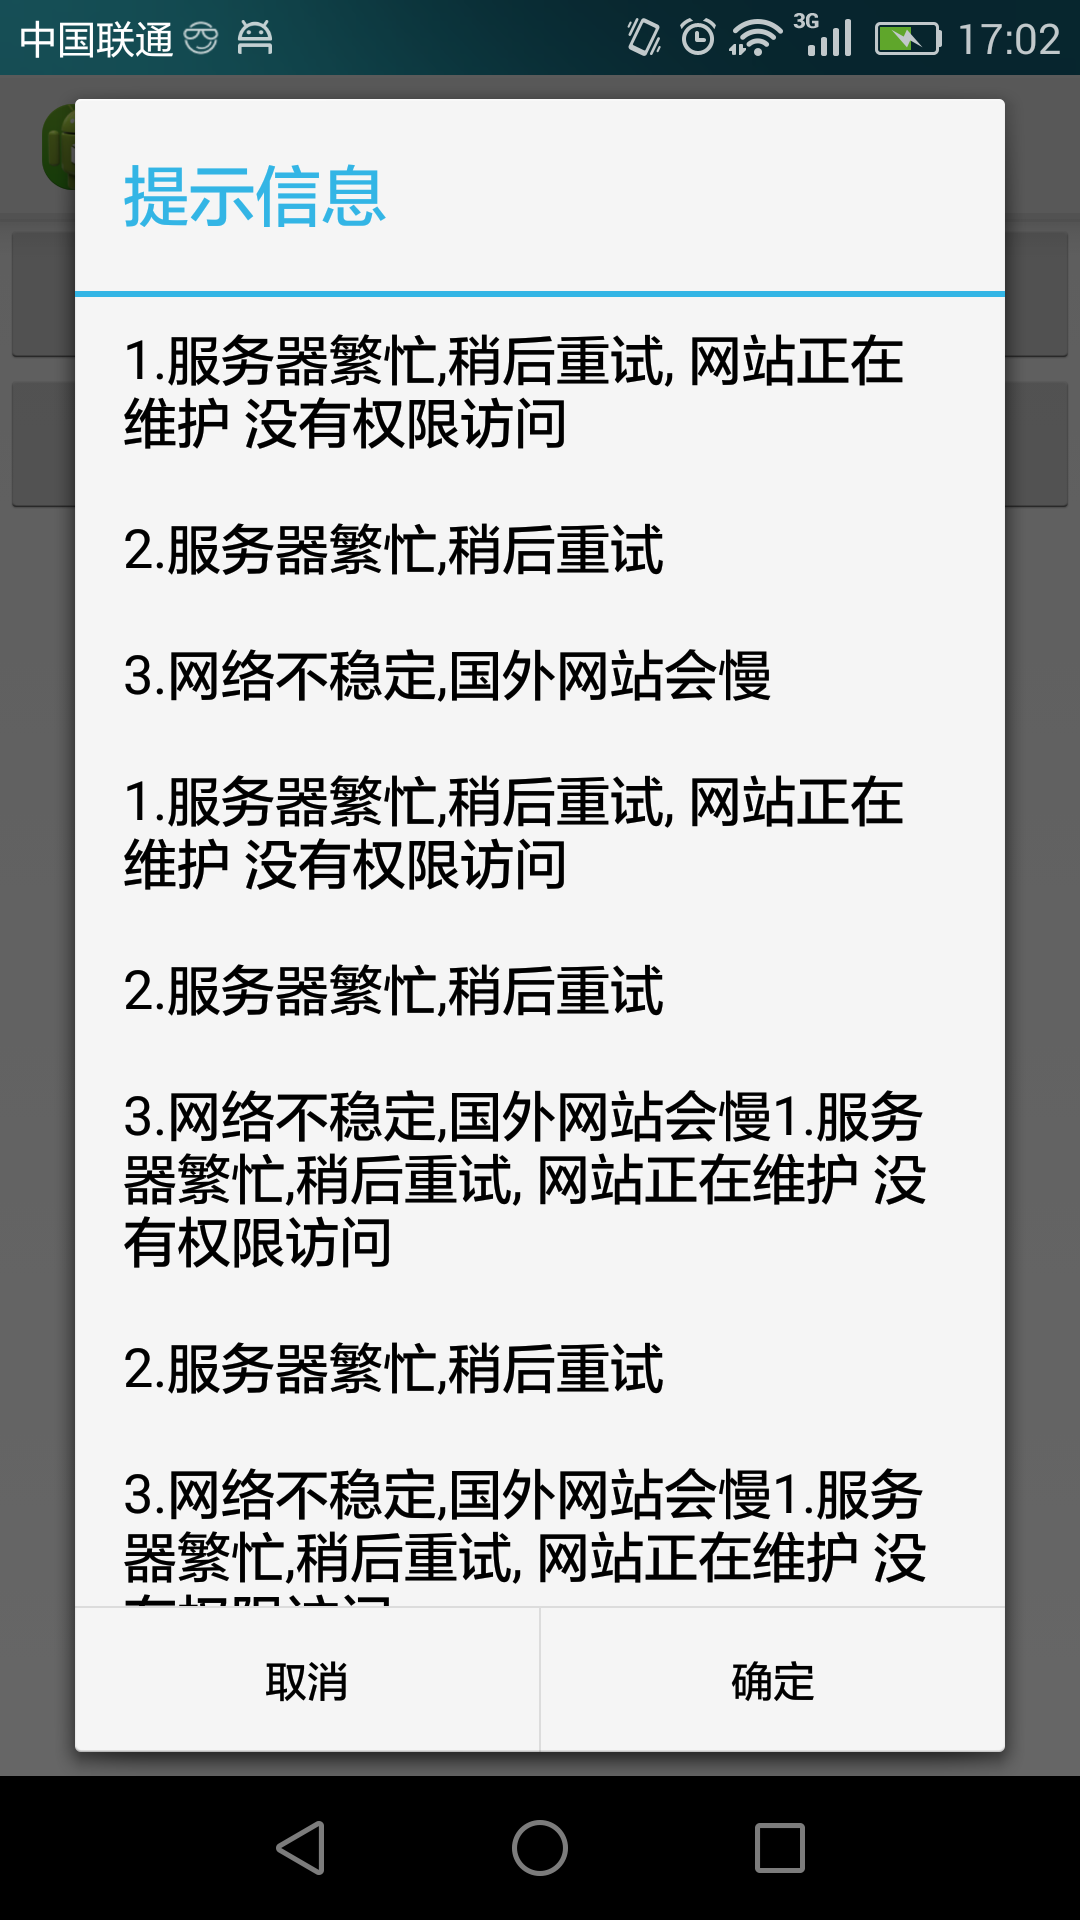 中国联通
3G
17:02
提示信息
1.服务器繁忙,稍后重试, 网站正在
维护 没有权限访问
2.服务器繁忙,稍后重试
3.网络不稳定,国外网站会慢
1.服务器繁忙,稍后重试, 网站正在
维护 没有权限访问
2.服务器繁忙,稍后重试
3.网络不稳定,国外网站会慢1.服务
器繁忙,稍后重试, 网站正在维护 没
有权限访问
2.服务器繁忙,稍后重试
3.网络不稳定,国外网站会慢1.服务
器繁忙,稍后重试, 网站正在维护 没
有权限访问
取消
确定